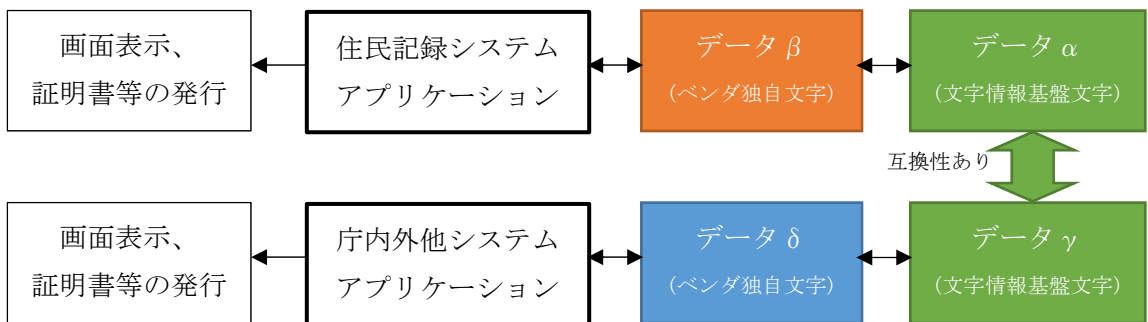 画面表示、
証明書等の発行
住民記録システム
アプリケーション
データ β
(ベンダ独自文字)
データ α
(文字情報基盤文字)
互換性あり
画面表示、
証明書等の発行
庁内外他システム
アプリケーション
データ δ
(ベンダ独自文字)
データ γ
(文字情報基盤文字)